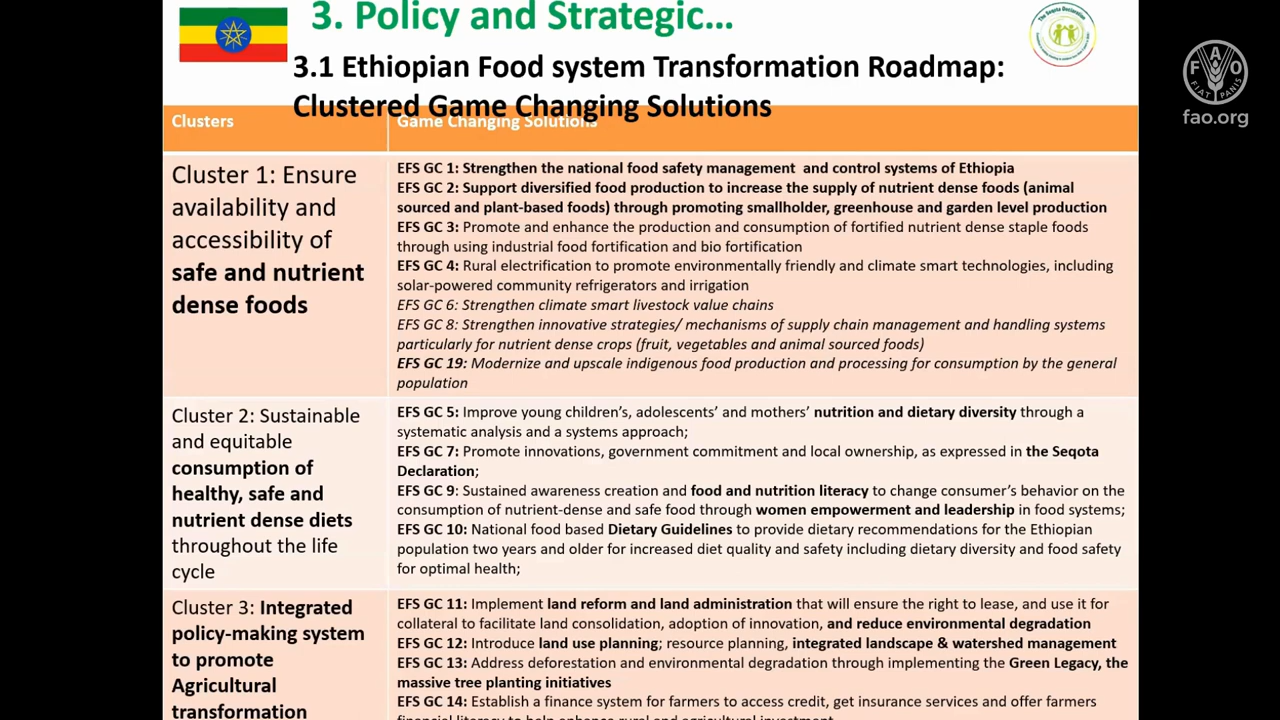 3. Policy and Strategic...
3.1 Ethiopian Food system Transformation Roadmap:
Clustered Game Changing Solutions
fao.org
Clusters
Game Changing Solutions
Cluster 1: Ensure
availability and
accessibility of
safe and nutrient
dense foods
EFS GC 1: Strengthen the national food safety management and control systems of Ethiopia
EFS GC 2: Support diversified food production to increase the supply of nutrient dense foods (animal
sourced and plant-based foods) through promoting smallholder, greenhouse and garden level production
EFS GC 3: Promote and enhance the production and consumption of fortified nutrient dense staple foods
through using industrial food fortification and bio fortification
EFS GC 4: Rural electrification to promote environmentally friendly and climate smart technologies, including
solar-powered community refrigerators and irrigation
EFS GC 6: Strengthen climate smart livestock value chains
EFS GC 8: Strengthen innovative strategies/ mechanisms of supply chain management and handling systems
particularly for nutrient dense crops (fruit, vegetables and animal sourced foods)
EFS GC 19: Modernize and upscale indigenous food production and processing for consumption by the general
population
Cluster 2: Sustainable
and equitable
consumption of
healthy, safe and
nutrient dense diets
throughout the life
cycle
EFS GC 5: Improve young children's, adolescents' and mothers' nutrition and dietary diversity through a
systematic analysis and a systems approach;
EFS GC 7: Promote innovations, government commitment and local ownership, as expressed in the Seqota
Declaration;
EFS GC 9: Sustained awareness creation and food and nutrition literacy to change consumer's behavior on the
consumption of nutrient-dense and safe food through women empowerment and leadership in food systems;
EFS GC 10: National food based Dietary Guidelines to provide dietary recommendations for the Ethiopian
population two years and older for increased diet quality and safety including dietary diversity and food safety
for optimal health;
Cluster 3: Integrated
policy-making system
to promote
Agricultural
transformation
EFS GC 11: Implement land reform and land administration that will ensure the right to lease, and use it for
collateral to facilitate land consolidation, adoption of innovation, and reduce environmental degradation
EFS GC 12: Introduce land use planning; resource planning, integrated landscape & watershed management
EFS GC 13: Address deforestation and environmental degradation through implementing the Green Legacy, the
massive tree planting initiatives
EFS GC 14: Establish a finance system for farmers to access credit, get insurance services and offer farmers
financial literacy to help enhance rural and agricultural investment